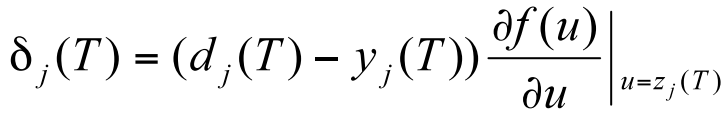 δ_j(T) = (d_j(T) − y_j(T)) ∂f(u)/∂u |_{u=z_j(T)}